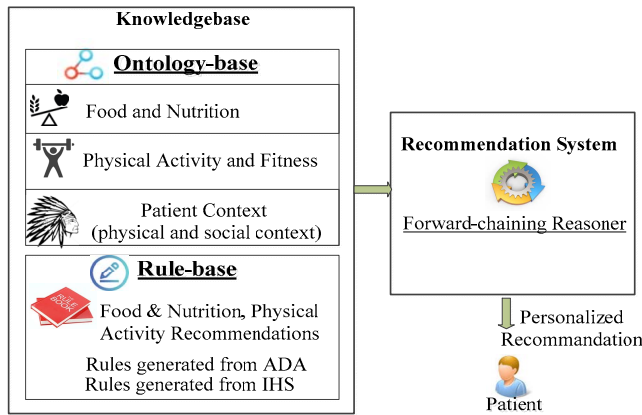 Knowledgebase
Ontology-base
Food and Nutrition
Physical Activity and Fitness
Patient Context
(physical and social context)
Rule-base
RULE
BOOK
Food & Nutrition, Physical
Activity Recommendations
Rules generated from ADA
Rules generated from IHS
Recommendation System
Forward-chaining Reasoner
Personalized
Recommandation
Patient